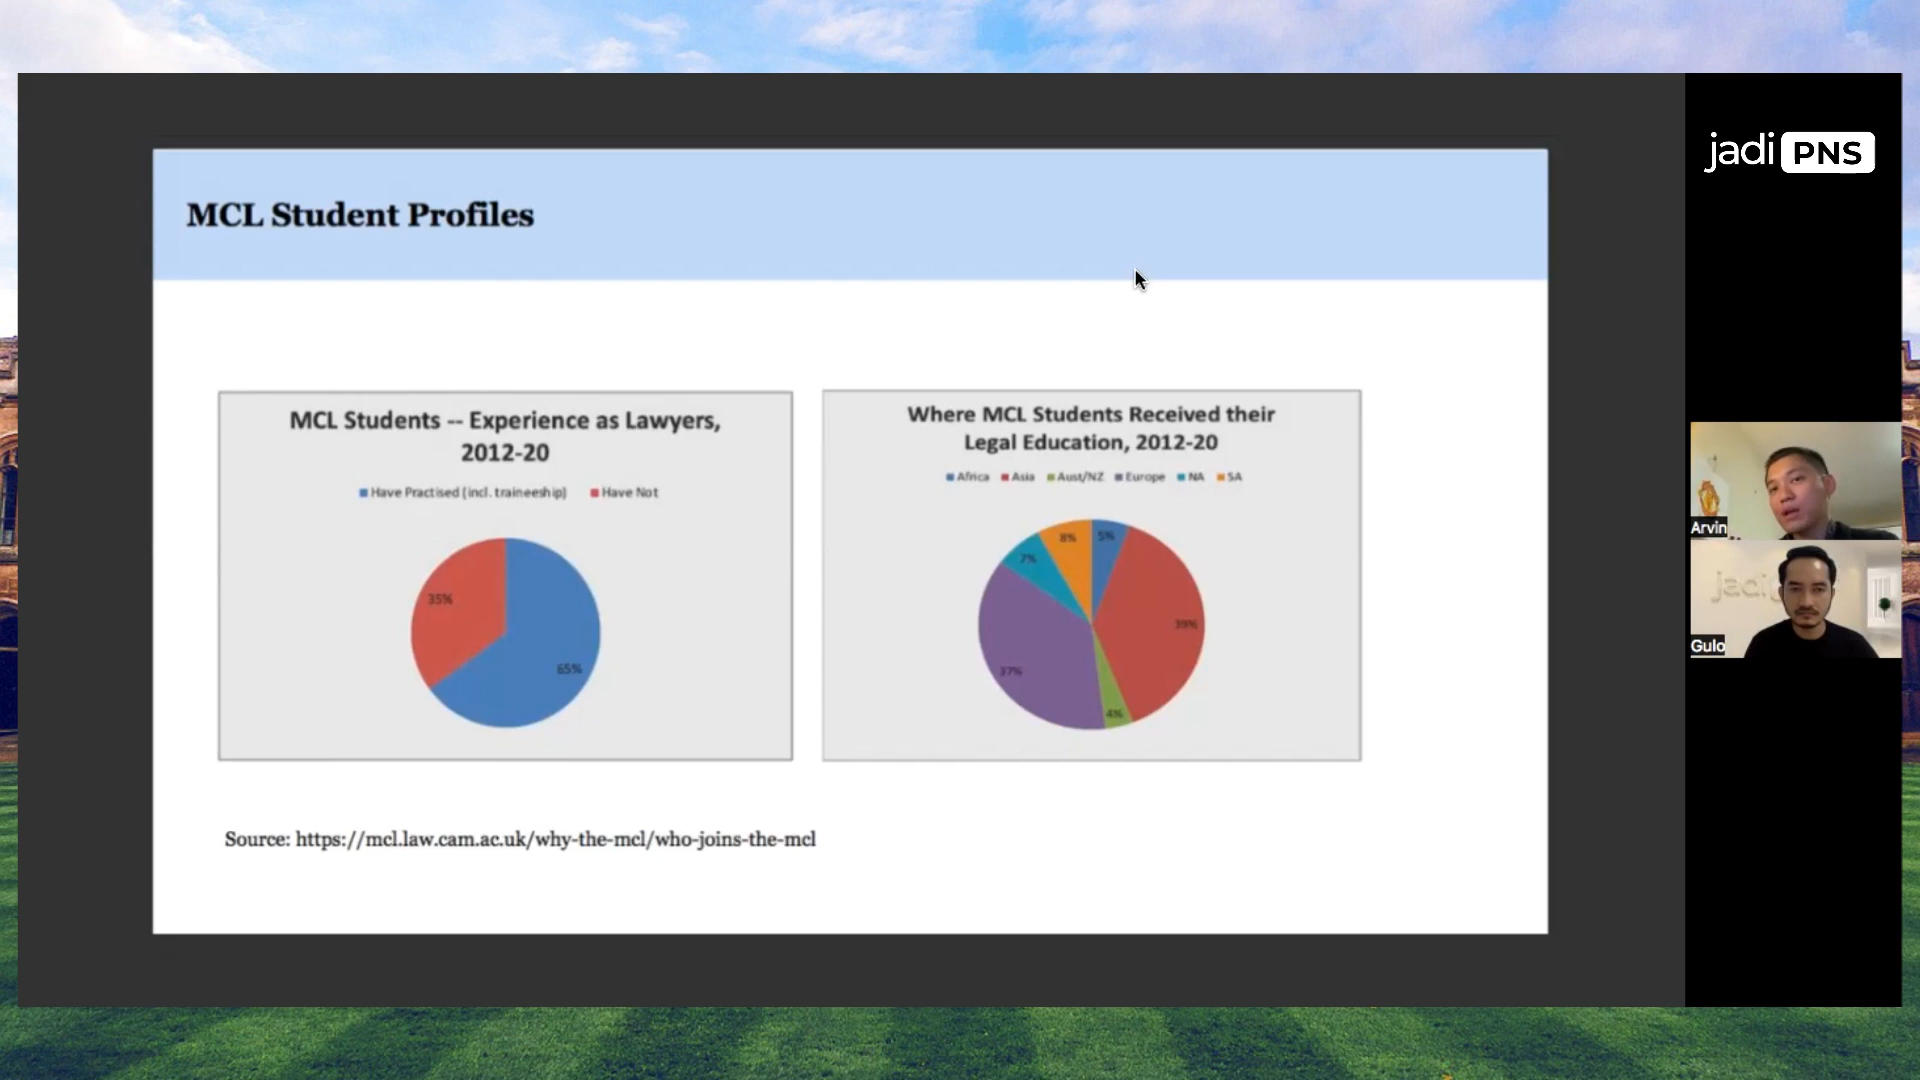 jadi PNS
MCL Student Profiles
MCL Students -- Experience as Lawyers,
2012-20
Have Practised (incl. traineeship) Have Not
35%
65%
Where MCL Students Received their
Legal Education, 2012-20
Africa Asia Aust/NZ Europe NA SA
8% 5%
7%
39%
37%
4%
Source: https://mcl.law.cam.ac.uk/why-the-mcl/who-joins-the-mcl
Arvin
jadi
Gulo